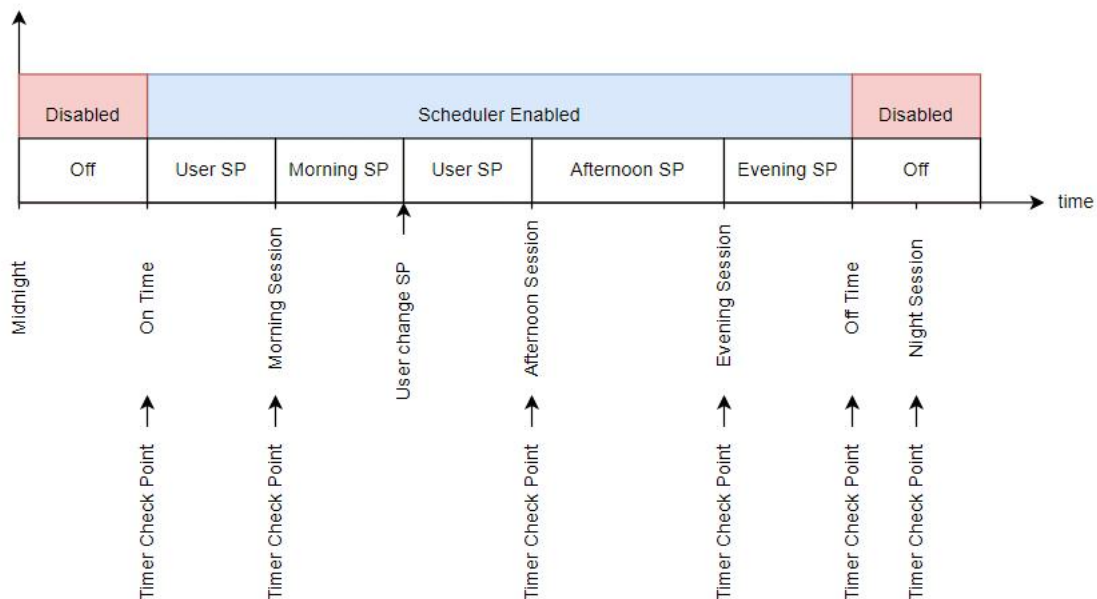 Disabled
Scheduler Enabled
Disabled
Off
User SP
Morning SP
User SP
Afternoon SP
Evening SP
Off
time
Midnight
On Time
Morning Session
User change SP
Afternoon Session
Evening Session
Off Time
Night Session
Timer Check Point
Timer Check Point
Timer Check Point
Timer Check Point
Timer Check Point
Timer Check Point